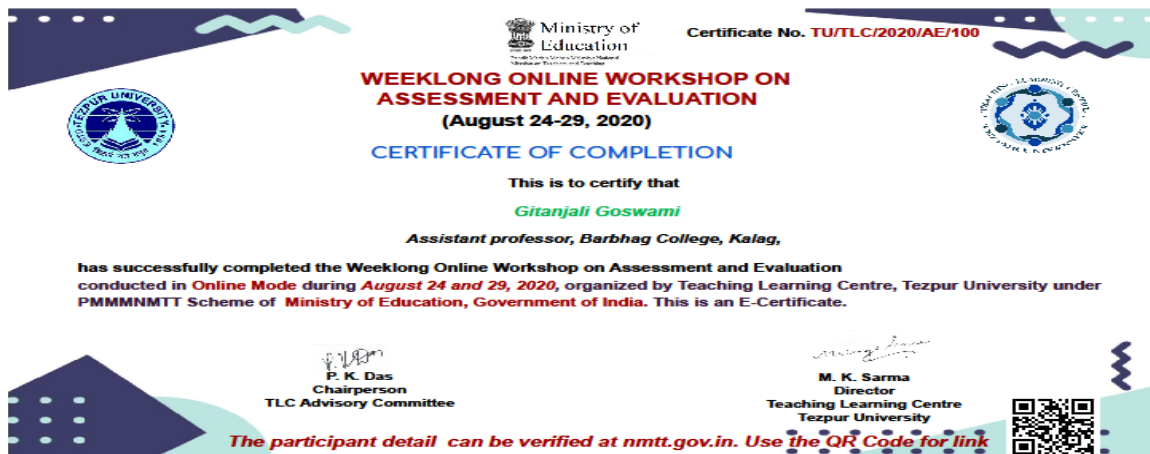 Ministry of
Education
Certificate No. TU/TLC/2020/AE/100
WEEKLONG ONLINE WORKSHOP ON
ASSESSMENT AND EVALUATION
(August 24-29, 2020)
TEZPUR UNIVERSITY
CERTIFICATE OF COMPLETION
This is to certify that
Gitanjali Goswami
Assistant professor, Barbhag College, Kalag,
has successfully completed the Weeklong Online Workshop on Assessment and Evaluation
conducted in Online Mode during August 24 and 29, 2020, organized by Teaching Learning Centre, Tezpur University under
PMMMNMTT Scheme of Ministry of Education, Government of India. This is an E-Certificate.
P. K. Das
Chairperson
TLC Advisory Committee
M. K. Sarma
Director
Teaching Learning Centre
Tezpur University
The participant detail can be verified at nmtt.gov.in. Use the QR Code for link